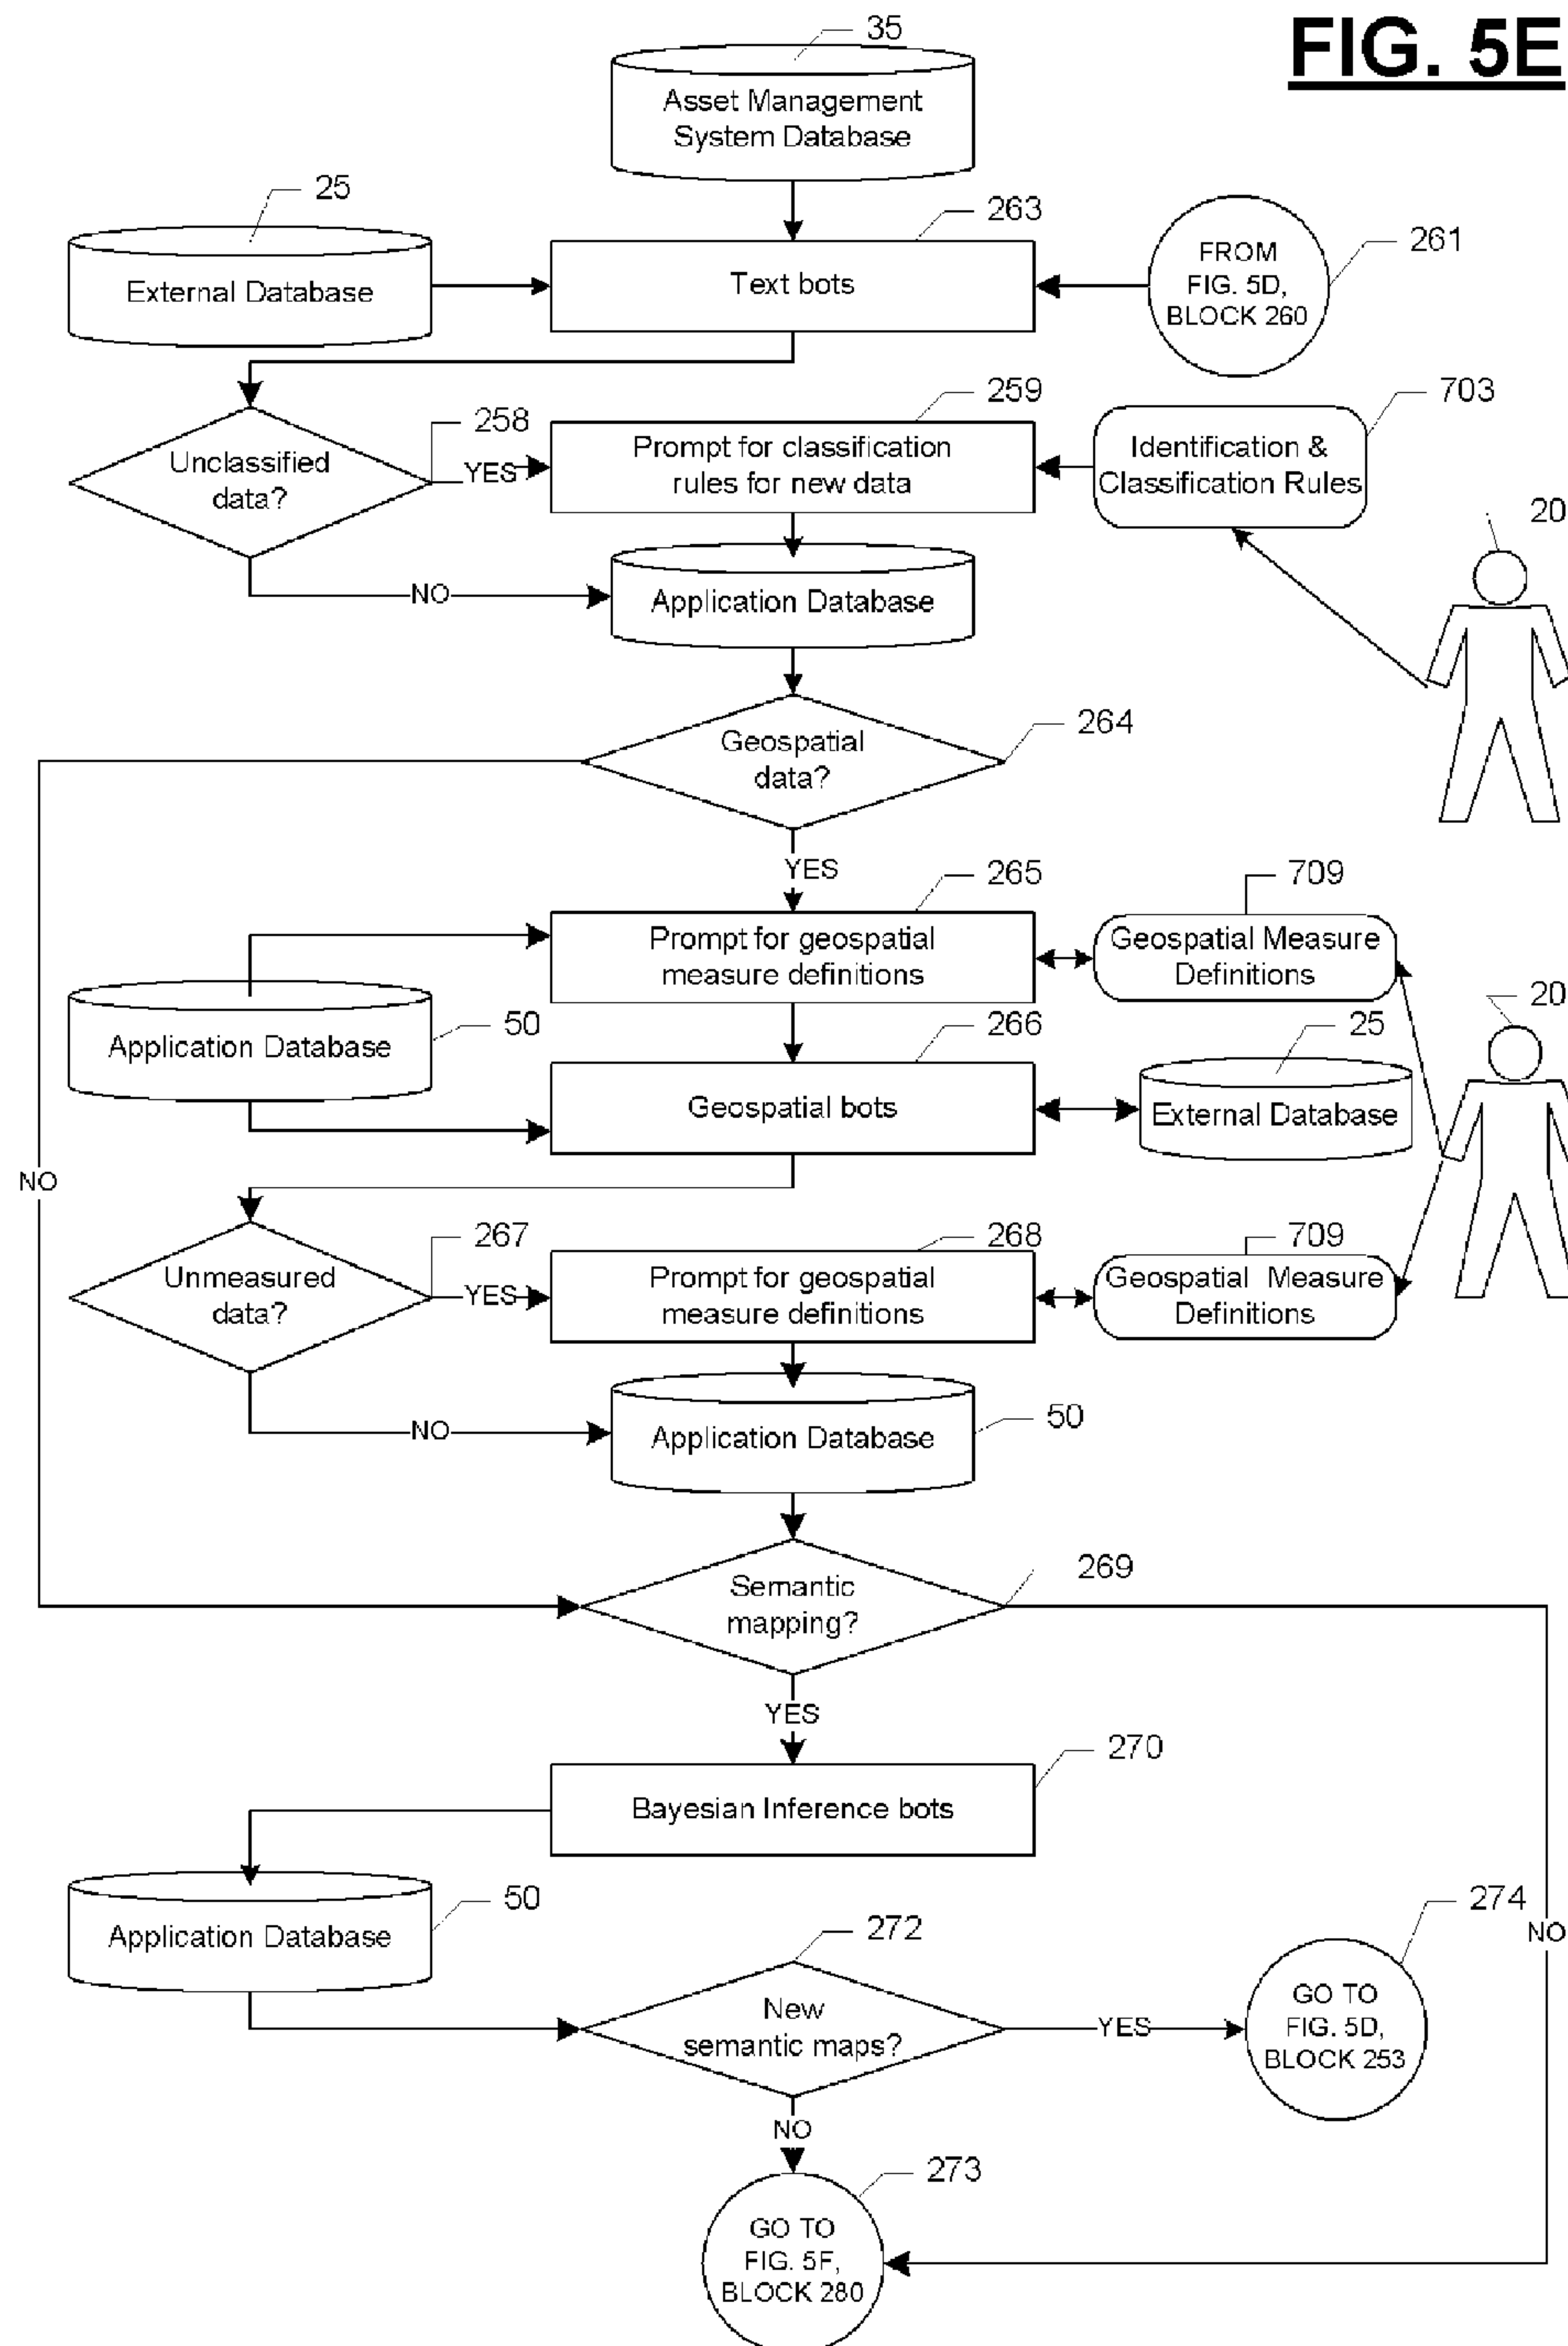 FIG. 5E
35
Asset Management
System Database
25
External Database
263
Text bots
FROM
FIG. 5D,
BLOCK 260
261
258
Unclassified
data?
YES
259
Prompt for classification
rules for new data
703
Identification &
Classification Rules
20
NO
Application Database
264
Geospatial
data?
YES
265
Prompt for geospatial
measure definitions
709
Geospatial Measure
Definitions
20
50
Application Database
266
Geospatial bots
25
External Database
NO
267
Unmeasured
data?
YES
268
Prompt for geospatial
measure definitions
709
Geospatial Measure
Definitions
NO
Application Database
50
269
Semantic
mapping?
YES
270
Bayesian Inference bots
50
Application Database
272
New
semantic maps?
YES
274
GO TO
FIG. 5D,
BLOCK 253
NO
NO
273
GO TO
FIG. 5F,
BLOCK 280